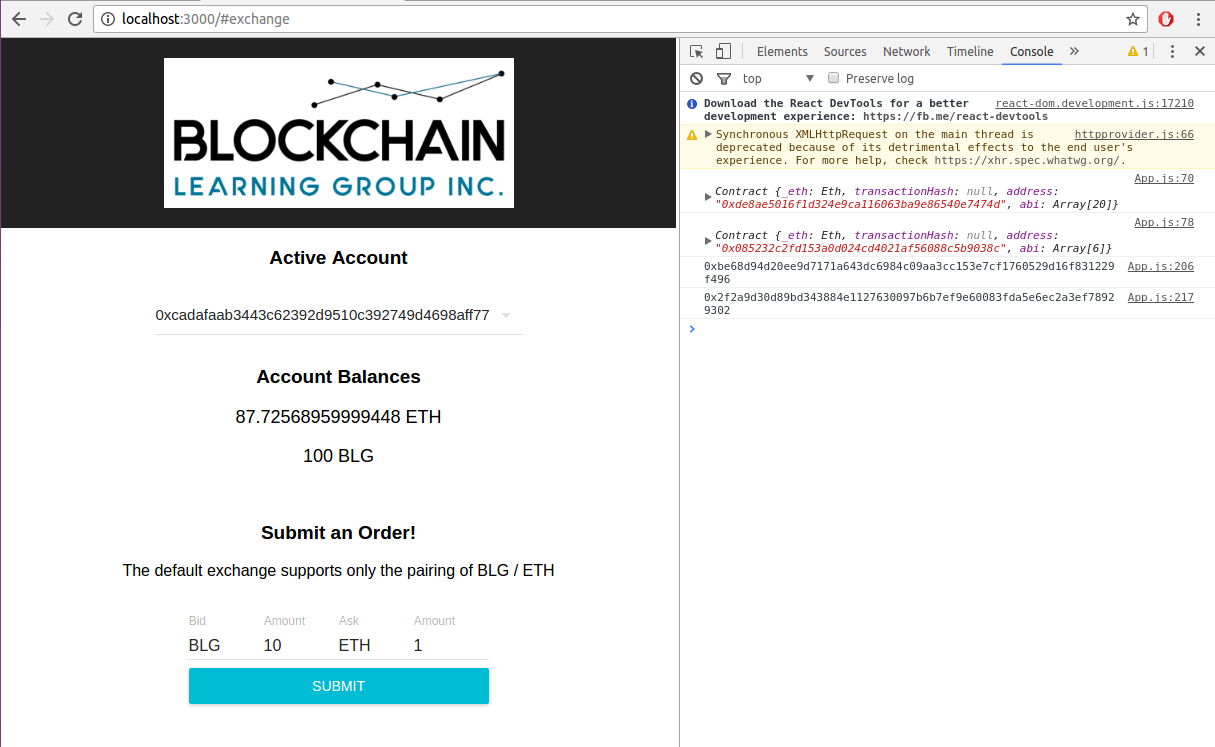 localhost:3000/#exchange
BLOCKCHAIN
LEARNING GROUP INC.
Active Account
0xcadafaab3443c62392d9510c392749d4698aff77
Account Balances
87.72568959999448 ETH
100 BLG
Submit an Order!
The default exchange supports only the pairing of BLG / ETH
Bid Amount Ask Amount
BLG 10 ETH 1
SUBMIT
Elements Sources Network Timeline Console » 1
top Preserve log
Download the React DevTools for a better react-dom.development.js:17210
development experience: https://fb.me/react-devtools
Synchronous XMLHttpRequest on the main thread is httpprovider.js:66
deprecated because of its detrimental effects to the end user's
experience. For more help, check https://xhr.spec.whatwg.org/.
App.js:70
Contract {_eth: Eth, transactionHash: null, address:
"0xde8ae5016f1d324e9ca116063ba9e86540e7474d", abi: Array[20]}
App.js:78
Contract {_eth: Eth, transactionHash: null, address:
"0x085232c2fd153a0d024cd4021af56088c5b9038c", abi: Array[6]}
0xbe68d94d20ee9d7171a643dc6984c09aa3cc153e7cf1760529d16f831229 App.js:206
f496
0x2f2a9d30d89bd343884e1127630097b6b7ef9e60083fda5e6ec2a3ef7892 App.js:217
9302